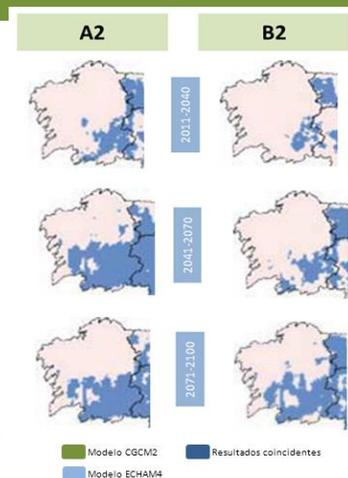 A2
B2
2011-2040
2041-2070
2071-2100
Modelo CGCM2
Resultados coincidentes
Modelo ECHAM4